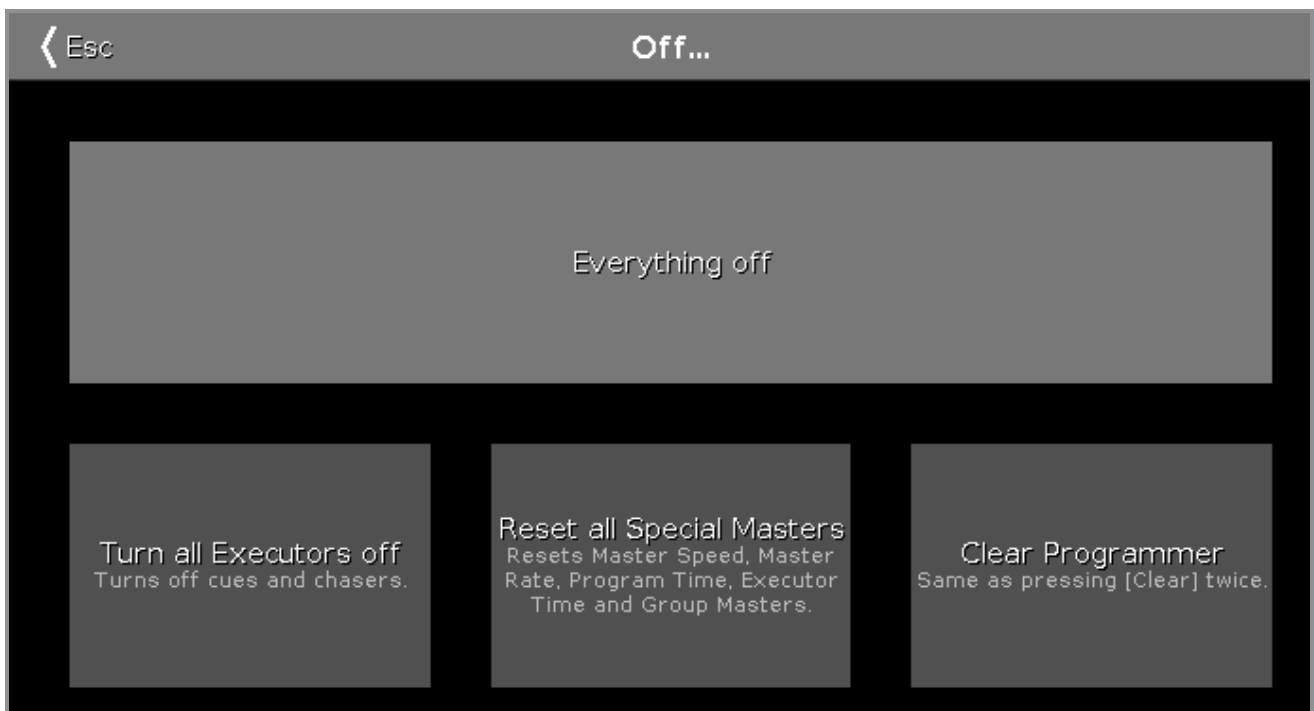 Esc
Off...
Everything off
Turn all Executors off
Turns off cues and chasers.
Reset all Special Masters
Resets Master Speed, Master
Rate, Program Time, Executor
Time and Group Masters.
Clear Programmer
Same as pressing [Clear] twice.